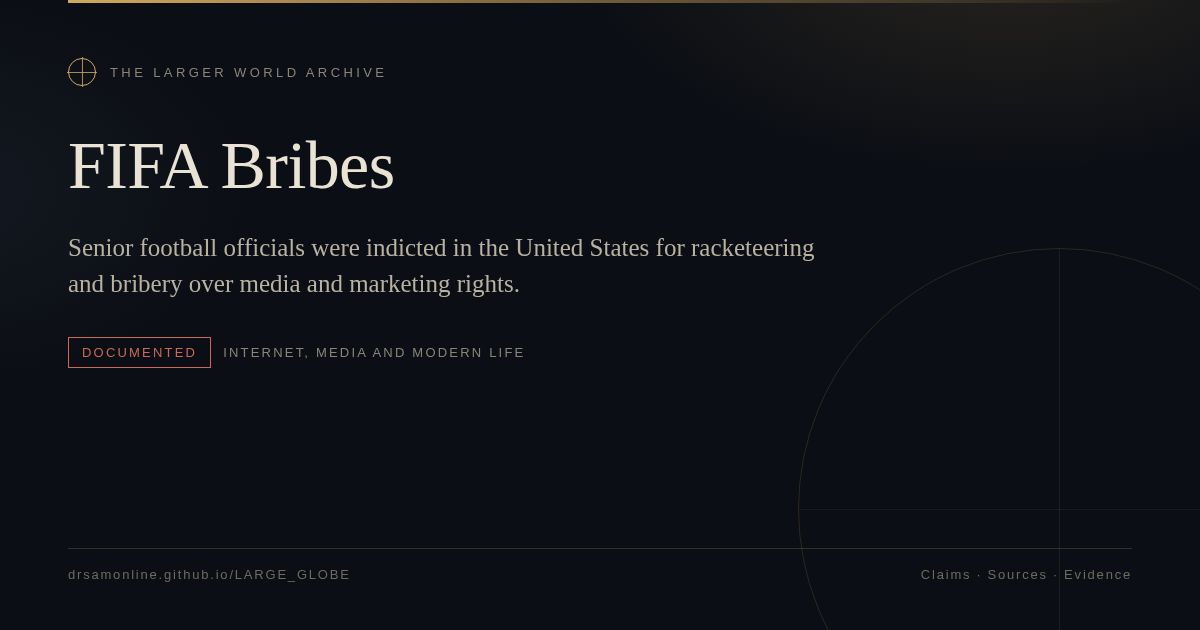 THE LARGER WORLD ARCHIVE
FIFA Bribes
Senior football officials were indicted in the United States for racketeering
and bribery over media and marketing rights.
DOCUMENTED INTERNET, MEDIA AND MODERN LIFE
drsamonline.github.io/LARGE_GLOBE Claims · Sources · Evidence